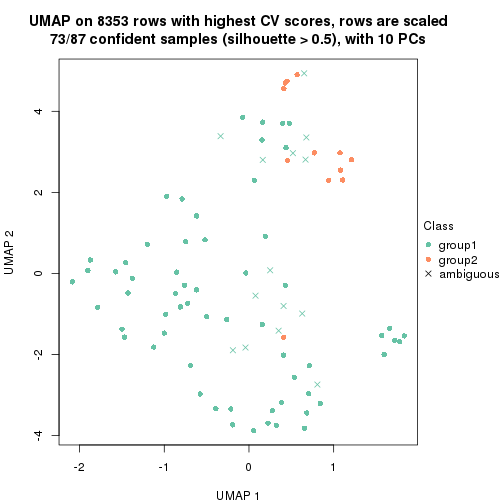 UMAP on 8353 rows with highest CV scores, rows are scaled
73/87 confident samples (silhouette > 0.5), with 10 PCs
4
2
0
-2
-4
UMAP 2
Class
group1
group2
ambiguous
-2 -1 0 1
UMAP 1